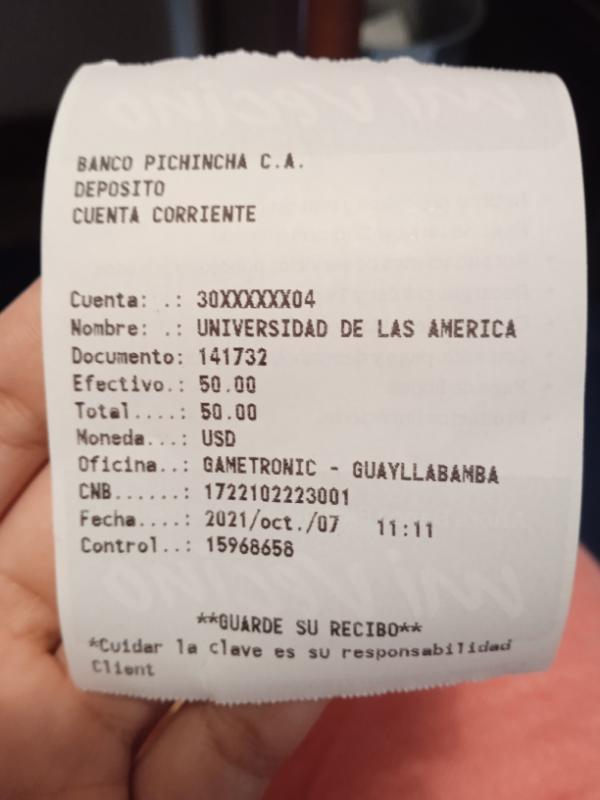 BANCO PICHINCHA C.A.
DEPOSITO
CUENTA CORRIENTE
Cuenta: .: 30XXXXXX04
Nombre: .: UNIVERSIDAD DE LAS AMERICA
Documento: 141732
Efectivo.: 50.00
Total....: 50.00
Moneda...: USD
Oficina..: GAMETRONIC - GUAYLLABAMBA
CNB......: 1722102223001
Fecha....: 2021/oct./07 11:11
Control..: 15968658
**GUARDE SU RECIBO**
*Cuidar la clave es su responsabilidad
Client